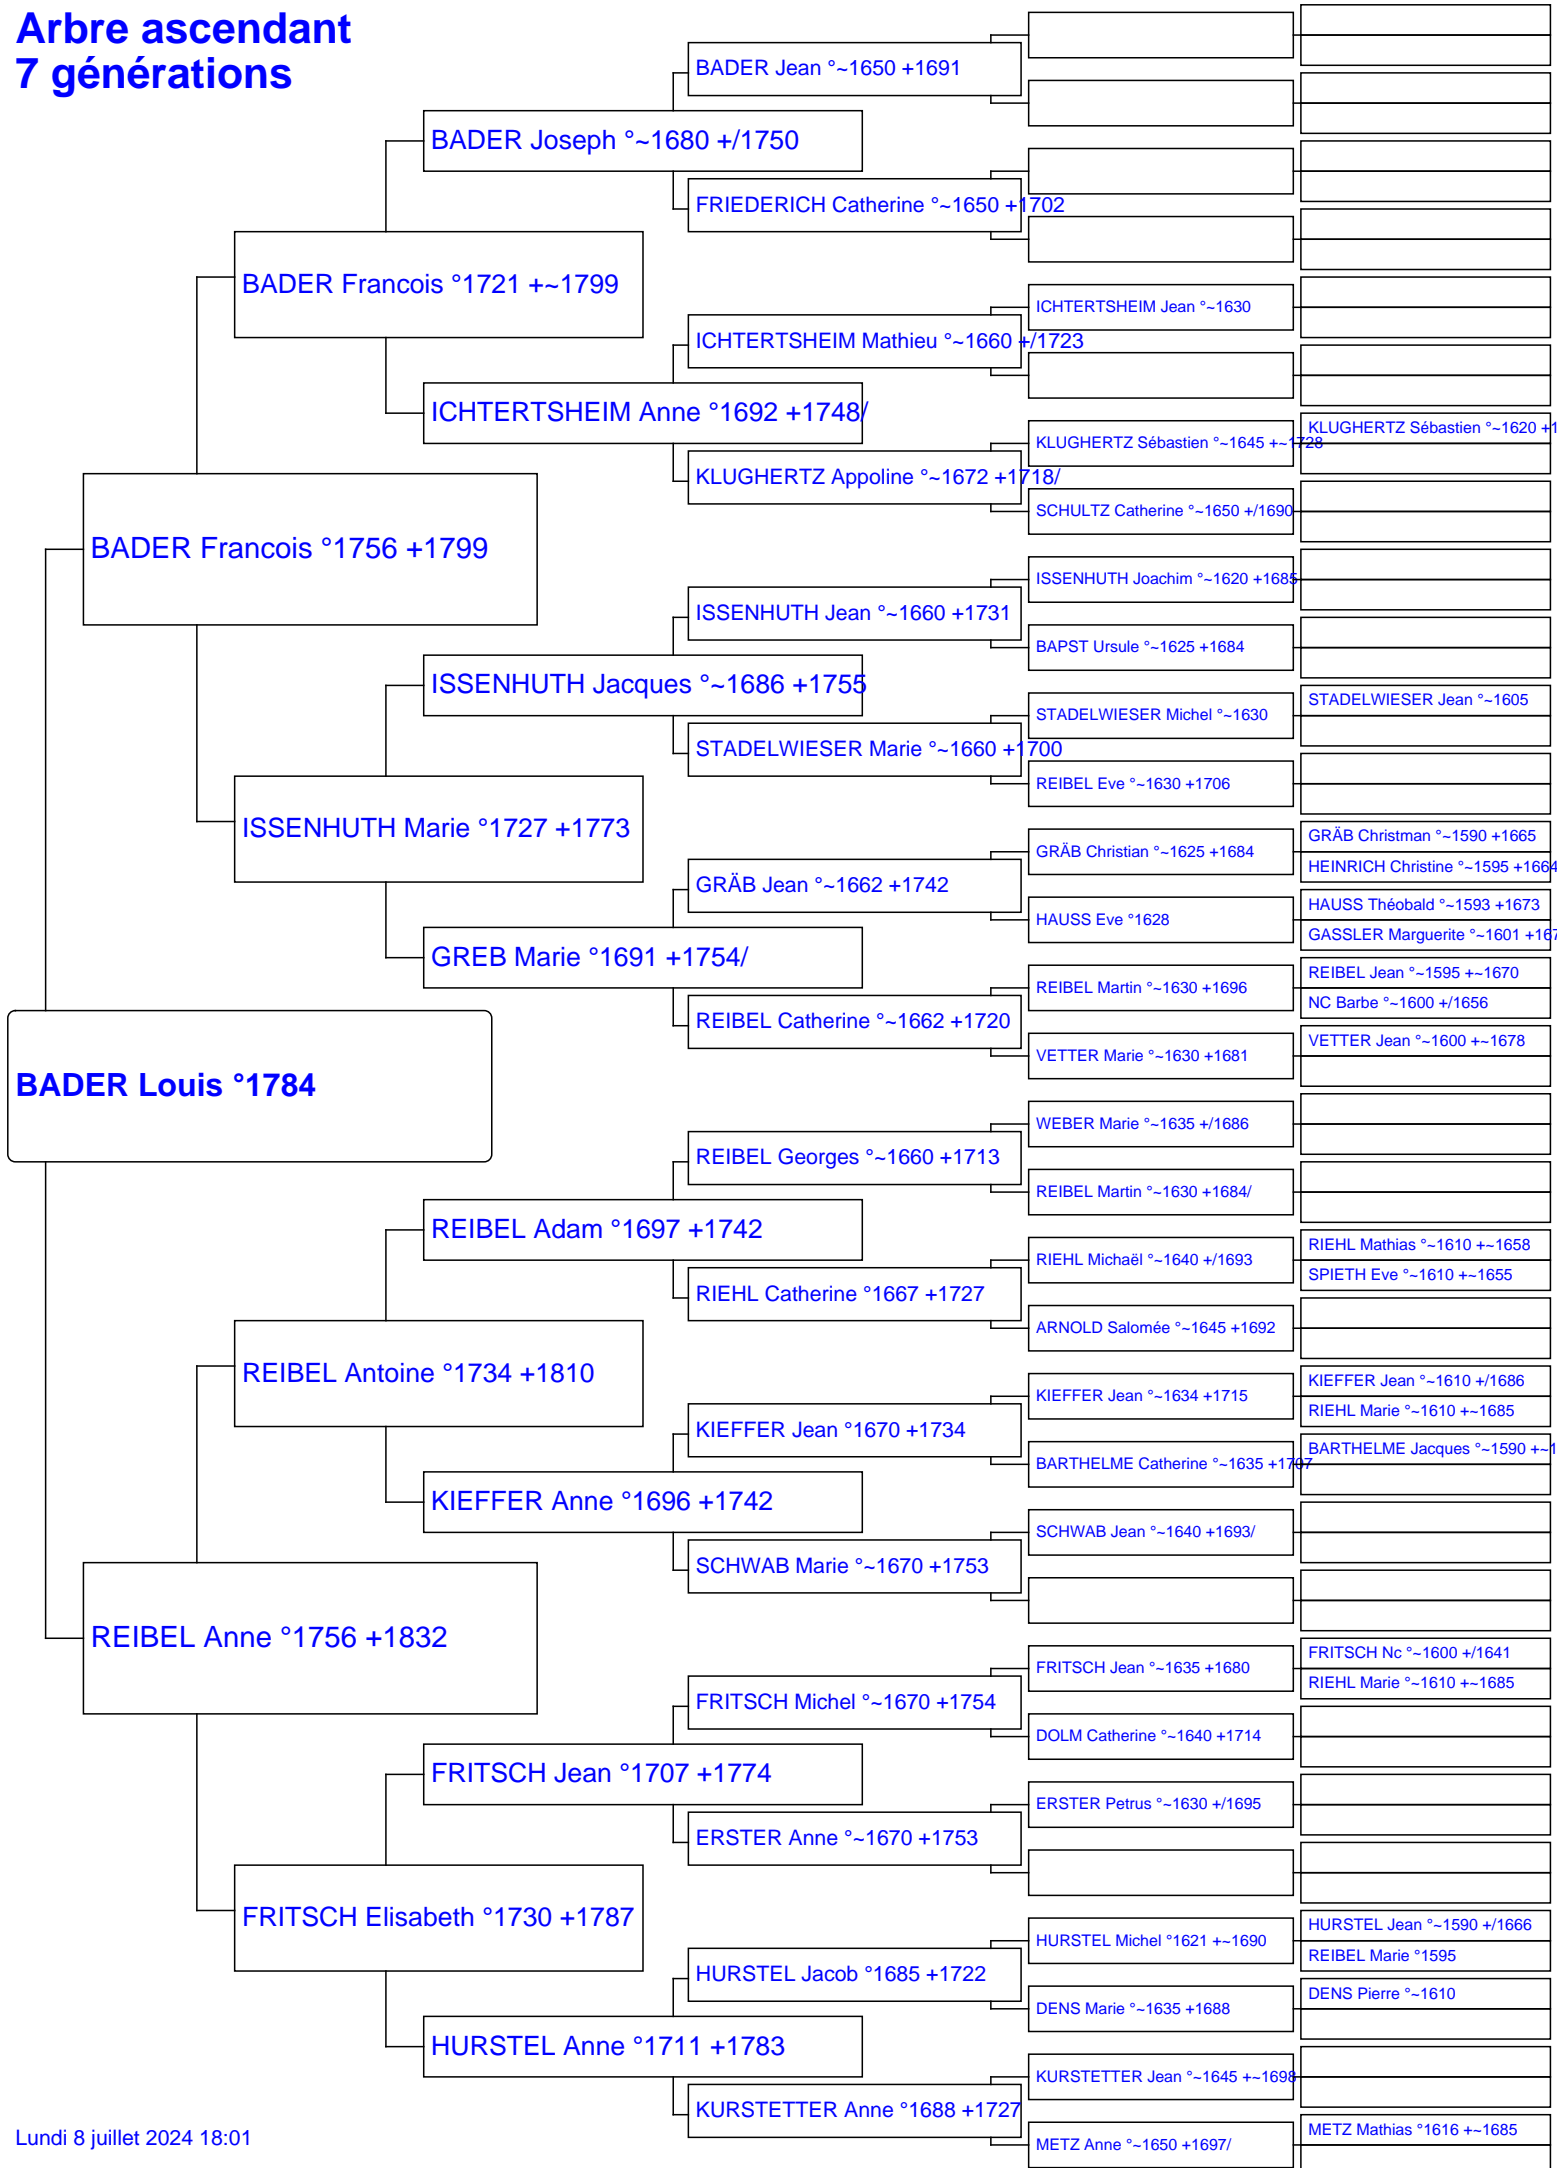 Arbre ascendant
7 générations
BADER Louis °1784
BADER Francois °1756 +1799
REIBEL Anne °1756 +1832
BADER Francois °1721 +~1799
ISSENHUTH Marie °1727 +1773
REIBEL Antoine °1734 +1810
FRITSCH Elisabeth °1730 +1787
BADER Joseph °~1680 +/1750
ICHTERTSHEIM Anne °1692 +1748/
ISSENHUTH Jacques °~1686 +1755
GREB Marie °1691 +1754/
REIBEL Adam °1697 +1742
KIEFFER Anne °1696 +1742
FRITSCH Jean °1707 +1774
HURSTEL Anne °1711 +1783
BADER Jean °~1650 +1691
FRIEDERICH Catherine °~1650 +1702
ICHTERTSHEIM Mathieu °~1660 +/1723
KLUGHERTZ Appoline °~1672 +1718/
ISSENHUTH Jean °~1660 +1731
STADELWIESER Marie °~1660 +1700
GRÄB Jean °~1662 +1742
REIBEL Catherine °~1662 +1720
REIBEL Georges °~1660 +1713
RIEHL Catherine °1667 +1727
KIEFFER Jean °1670 +1734
SCHWAB Marie °~1670 +1753
FRITSCH Michel °~1670 +1754
ERSTER Anne °~1670 +1753
HURSTEL Jacob °1685 +1722
KURSTETTER Anne °1688 +1727
ICHTERTSHEIM Jean °~1630
KLUGHERTZ Sébastien °~1645 +~1728
SCHULTZ Catherine °~1650 +/1690
ISSENHUTH Joachim °~1620 +1685
BAPST Ursule °~1625 +1684
STADELWIESER Michel °~1630
REIBEL Eve °~1630 +1706
GRÄB Christian °~1625 +1684
HAUSS Eve °1628
REIBEL Martin °~1630 +1696
VETTER Marie °~1630 +1681
WEBER Marie °~1635 +/1686
REIBEL Martin °~1630 +1684/
RIEHL Michaël °~1640 +/1693
ARNOLD Salomée °~1645 +1692
KIEFFER Jean °~1634 +1715
BARTHELME Catherine °~1635 +1707
SCHWAB Jean °~1640 +1693/
FRITSCH Jean °~1635 +1680
DOLM Catherine °~1640 +1714
ERSTER Petrus °~1630 +/1695
HURSTEL Michel °1621 +~1690
DENS Marie °~1635 +1688
KURSTETTER Jean °~1645 +~1698
METZ Anne °~1650 +1697/
KLUGHERTZ Sébastien °~1620 +1
STADELWIESER Jean °~1605
GRÄB Christman °~1590 +1665
HEINRICH Christine °~1595 +1664
HAUSS Théobald °~1593 +1673
GASSLER Marguerite °~1601 +167
REIBEL Jean °~1595 +~1670
NC Barbe °~1600 +/1656
VETTER Jean °~1600 +~1678
RIEHL Mathias °~1610 +~1658
SPIETH Eve °~1610 +~1655
KIEFFER Jean °~1610 +/1686
RIEHL Marie °~1610 +~1685
BARTHELME Jacques °~1590 +~1
FRITSCH Nc °~1600 +/1641
RIEHL Marie °~1610 +~1685
HURSTEL Jean °~1590 +/1666
REIBEL Marie °1595
DENS Pierre °~1610
METZ Mathias °1616 +~1685
Lundi 8 juillet 2024 18:01